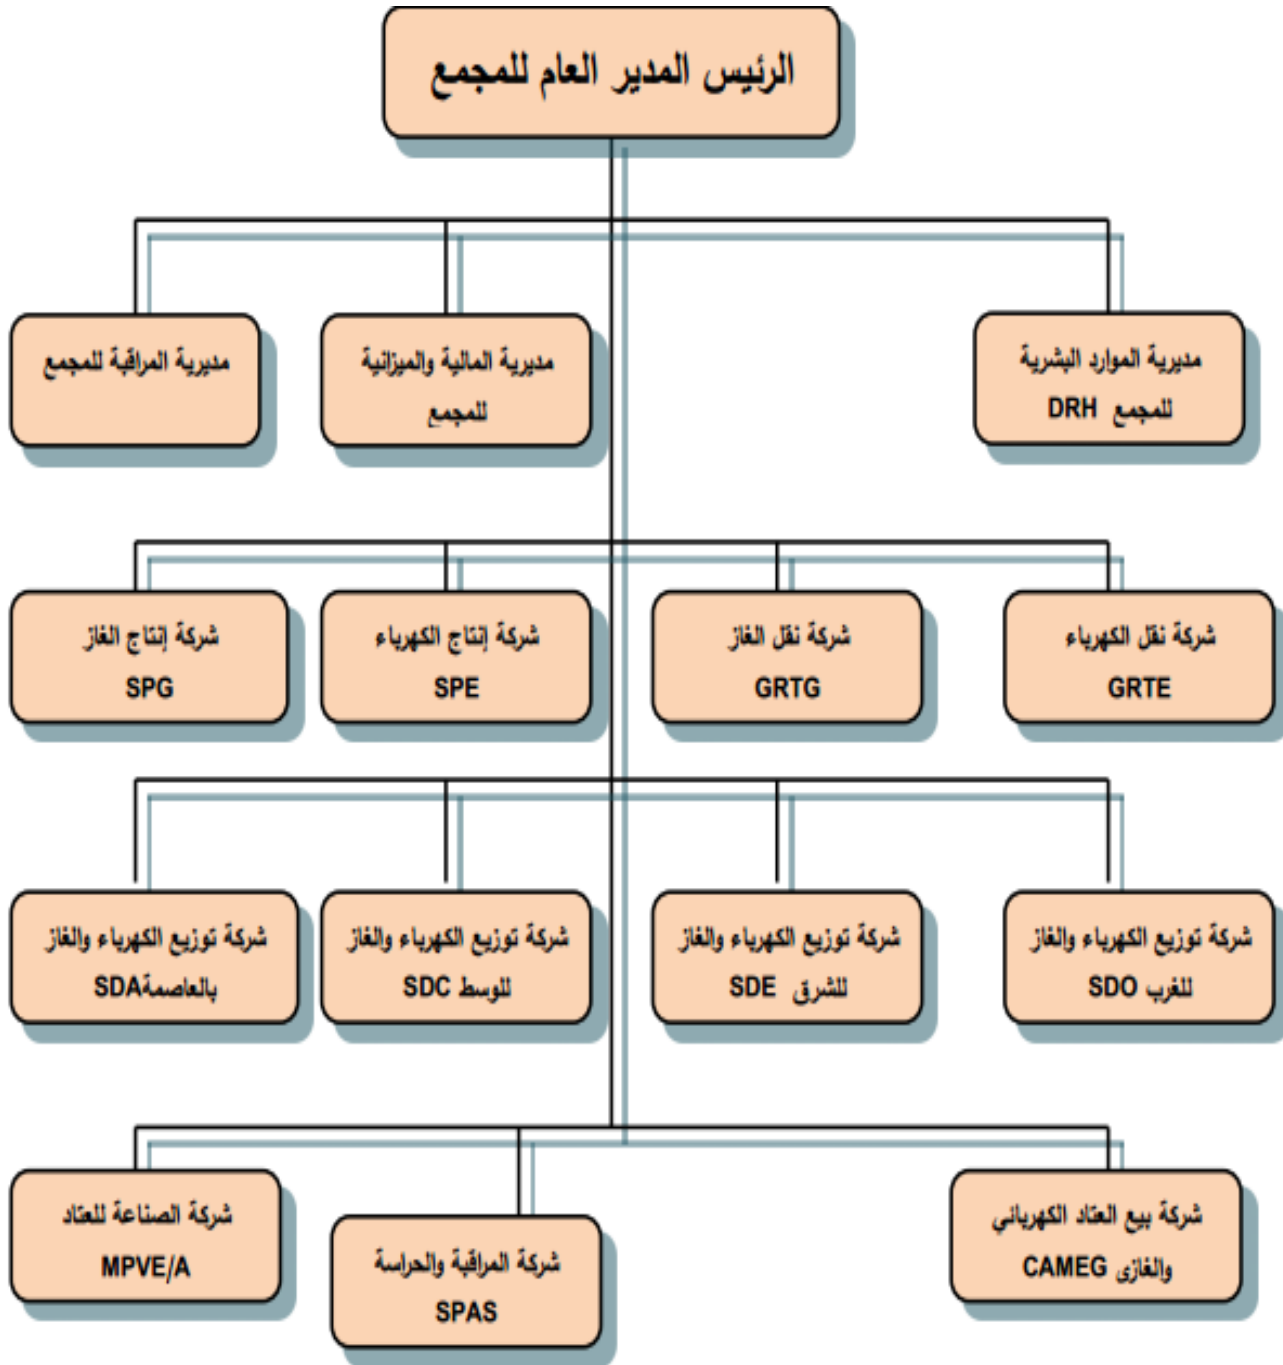 الرئيس المدير العام للمجمع
مديرية الموارد البشرية
للمجمع DRH
مديرية المالية والميزانية
للمجمع
مديرية المراقبة للمجمع
شركة نقل الكهرباء
GRTE
شركة نقل الغاز
GRTG
شركة إنتاج الكهرباء
SPE
شركة إنتاج الغاز
SPG
شركة توزيع الكهرباء والغاز
للغرب SDO
شركة توزيع الكهرباء والغاز
للشرق SDE
شركة توزيع الكهرباء والغاز
للوسط SDC
شركة توزيع الكهرباء والغاز
بالعاصمةSDA
شركة بيع العتاد الكهربائي
والغازى CAMEG
شركة المراقبة والحراسة
SPAS
شركة الصناعة للعتاد
MPVE/A